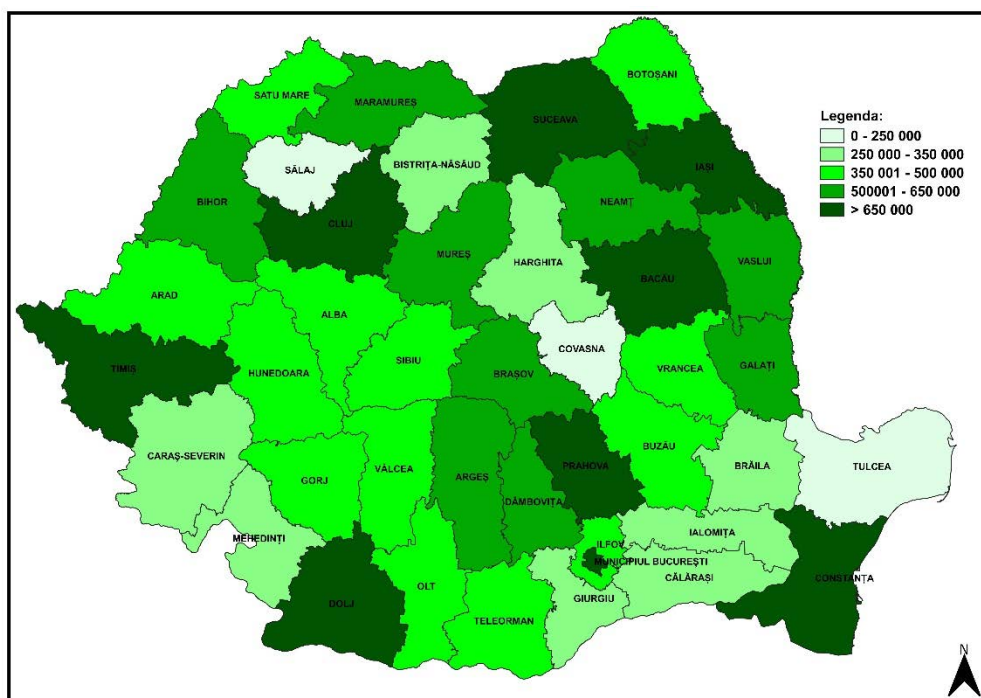 BOTOȘANI
SATU MARE
MARAMUREȘ
SUCEAVA
Legenda:
0 - 250 000
250 000 - 350 000
350 001 - 500 000
500001 - 650 000
> 650 000
SĂLAJ
BISTRIȚA-NĂSĂUD
IAȘI
BIHOR
CLUJ
NEAMȚ
MUREȘ
HARGHITA
VASLUI
BACĂU
ARAD
ALBA
COVASNA
SIBIU
VRANCEA
GALAȚI
TIMIȘ
HUNEDOARA
BRAȘOV
CARAȘ-SEVERIN
GORJ
VÂLCEA
ARGEȘ
PRAHOVA
BUZĂU
BRĂILA
TULCEA
DÂMBOVIȚA
MEHEDINȚI
ILFOV
IALOMIȚA
MUNICIPIUL BUCUREȘTI
CĂLĂRAȘI
CONSTANȚA
DOLJ
OLT
GIURGIU
TELEORMAN
N